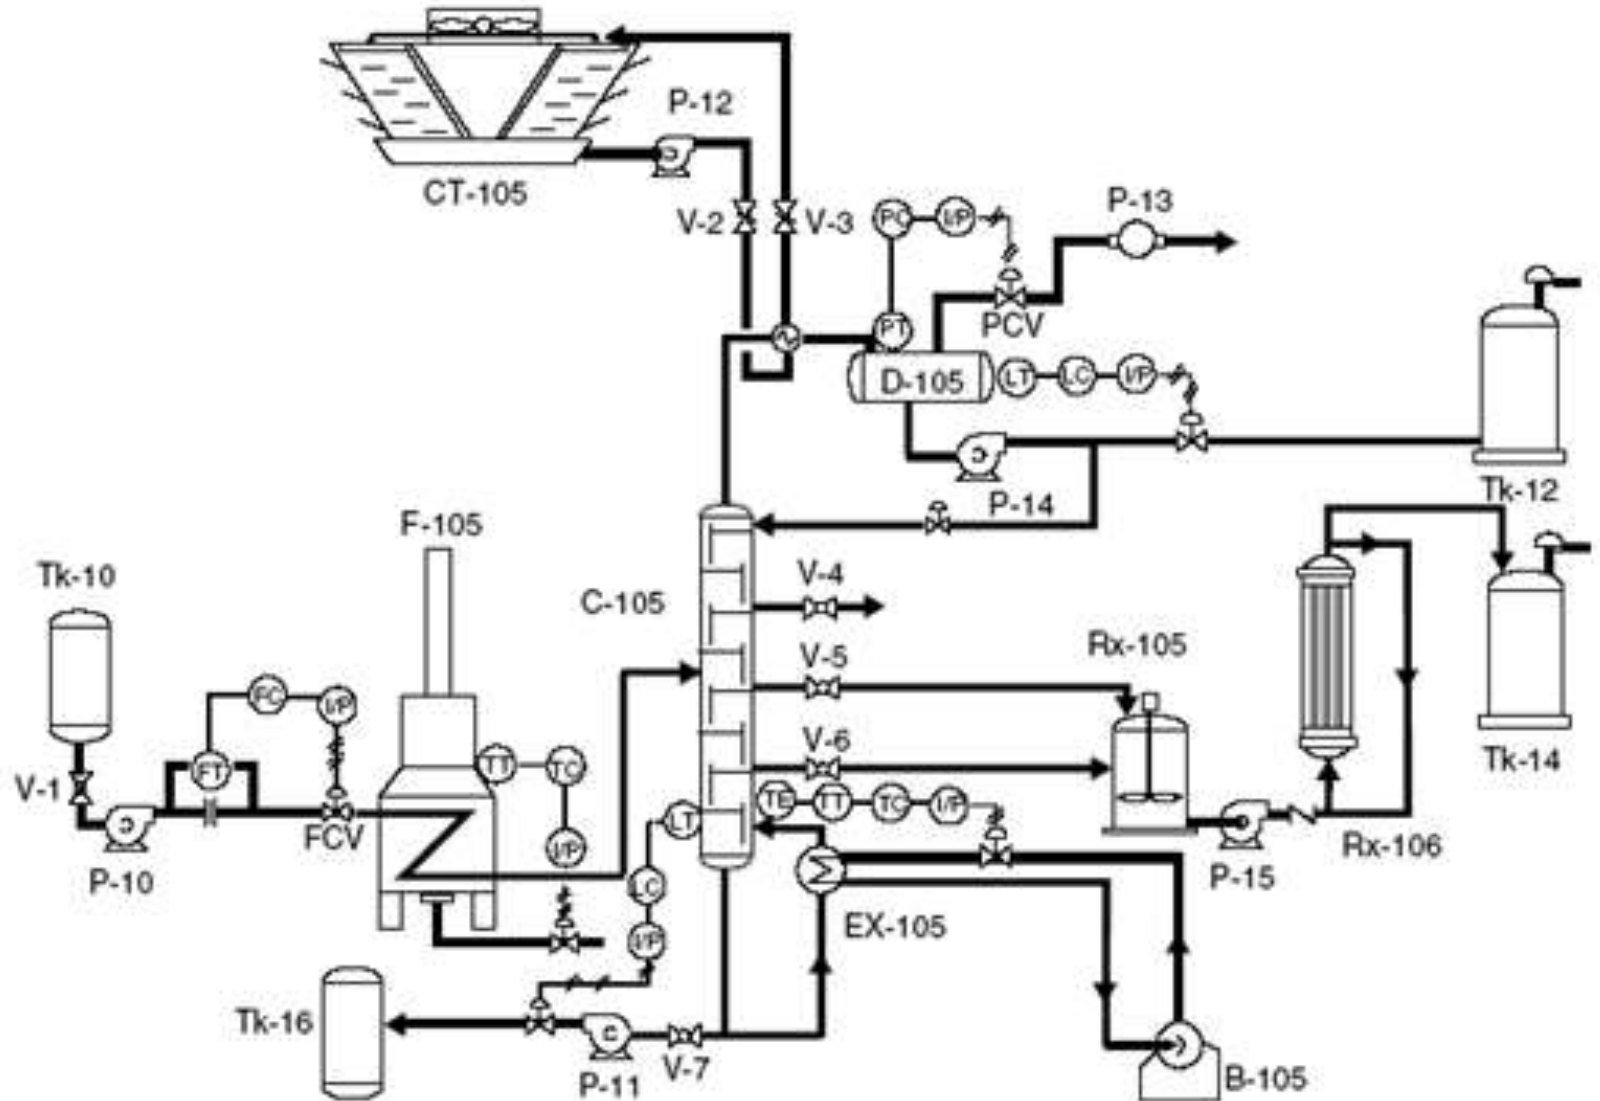 P-12
CT-105
V-2
V-3
PC
I/P
P-13
PT
PCV
D-105
LT
LC
I/P
Tk-12
P-14
F-105
Tk-10
C-105
V-4
V-5
V-6
Rx-105
FC
I/P
FT
V-1
P-10
FCV
TT
TC
I/P
LT
LC
I/P
TE
TT
TC
I/P
Tk-14
P-15
Rx-106
EX-105
Tk-16
P-11
V-7
B-105